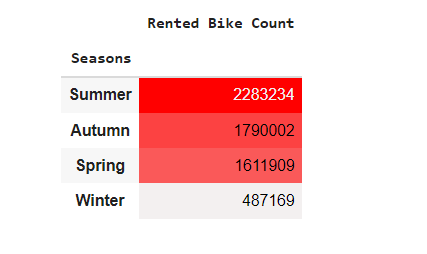 Rented Bike Count
Seasons
Summer 2283234
Autumn 1790002
Spring 1611909
Winter 487169